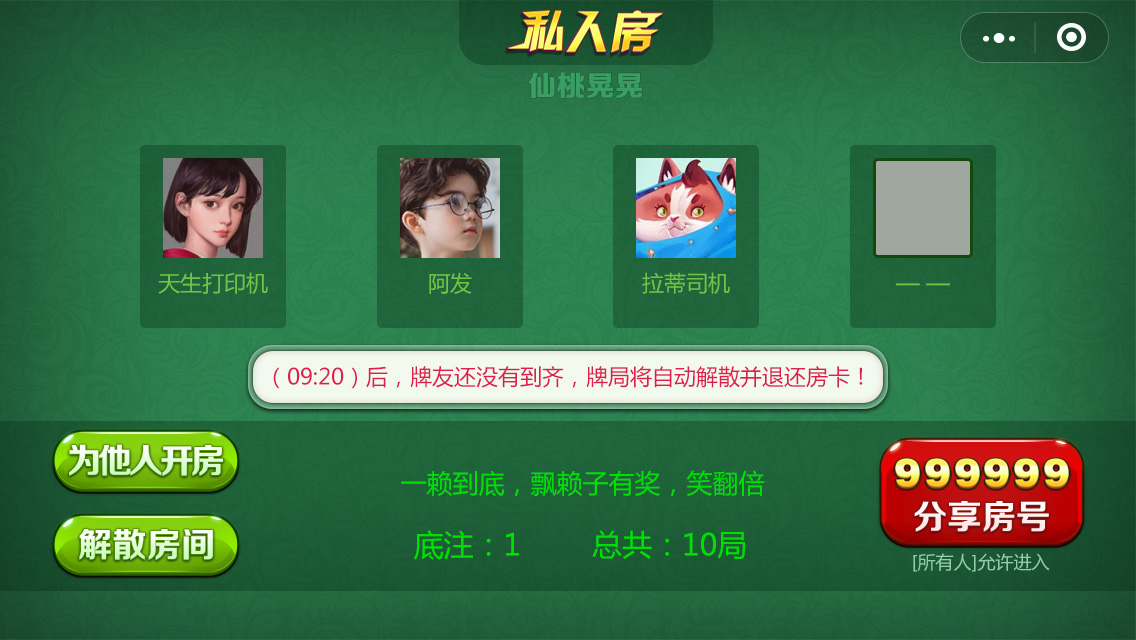 私人房
仙桃晃晃
天生打印机
阿发
拉蒂司机
— —
（09:20）后，牌友还没有到齐，牌局将自动解散并退还房卡！
为他人开房
解散房间
一赖到底，飘赖子有奖，笑翻倍
底注：1 总共：10局
999999
分享房号
[所有人]允许进入